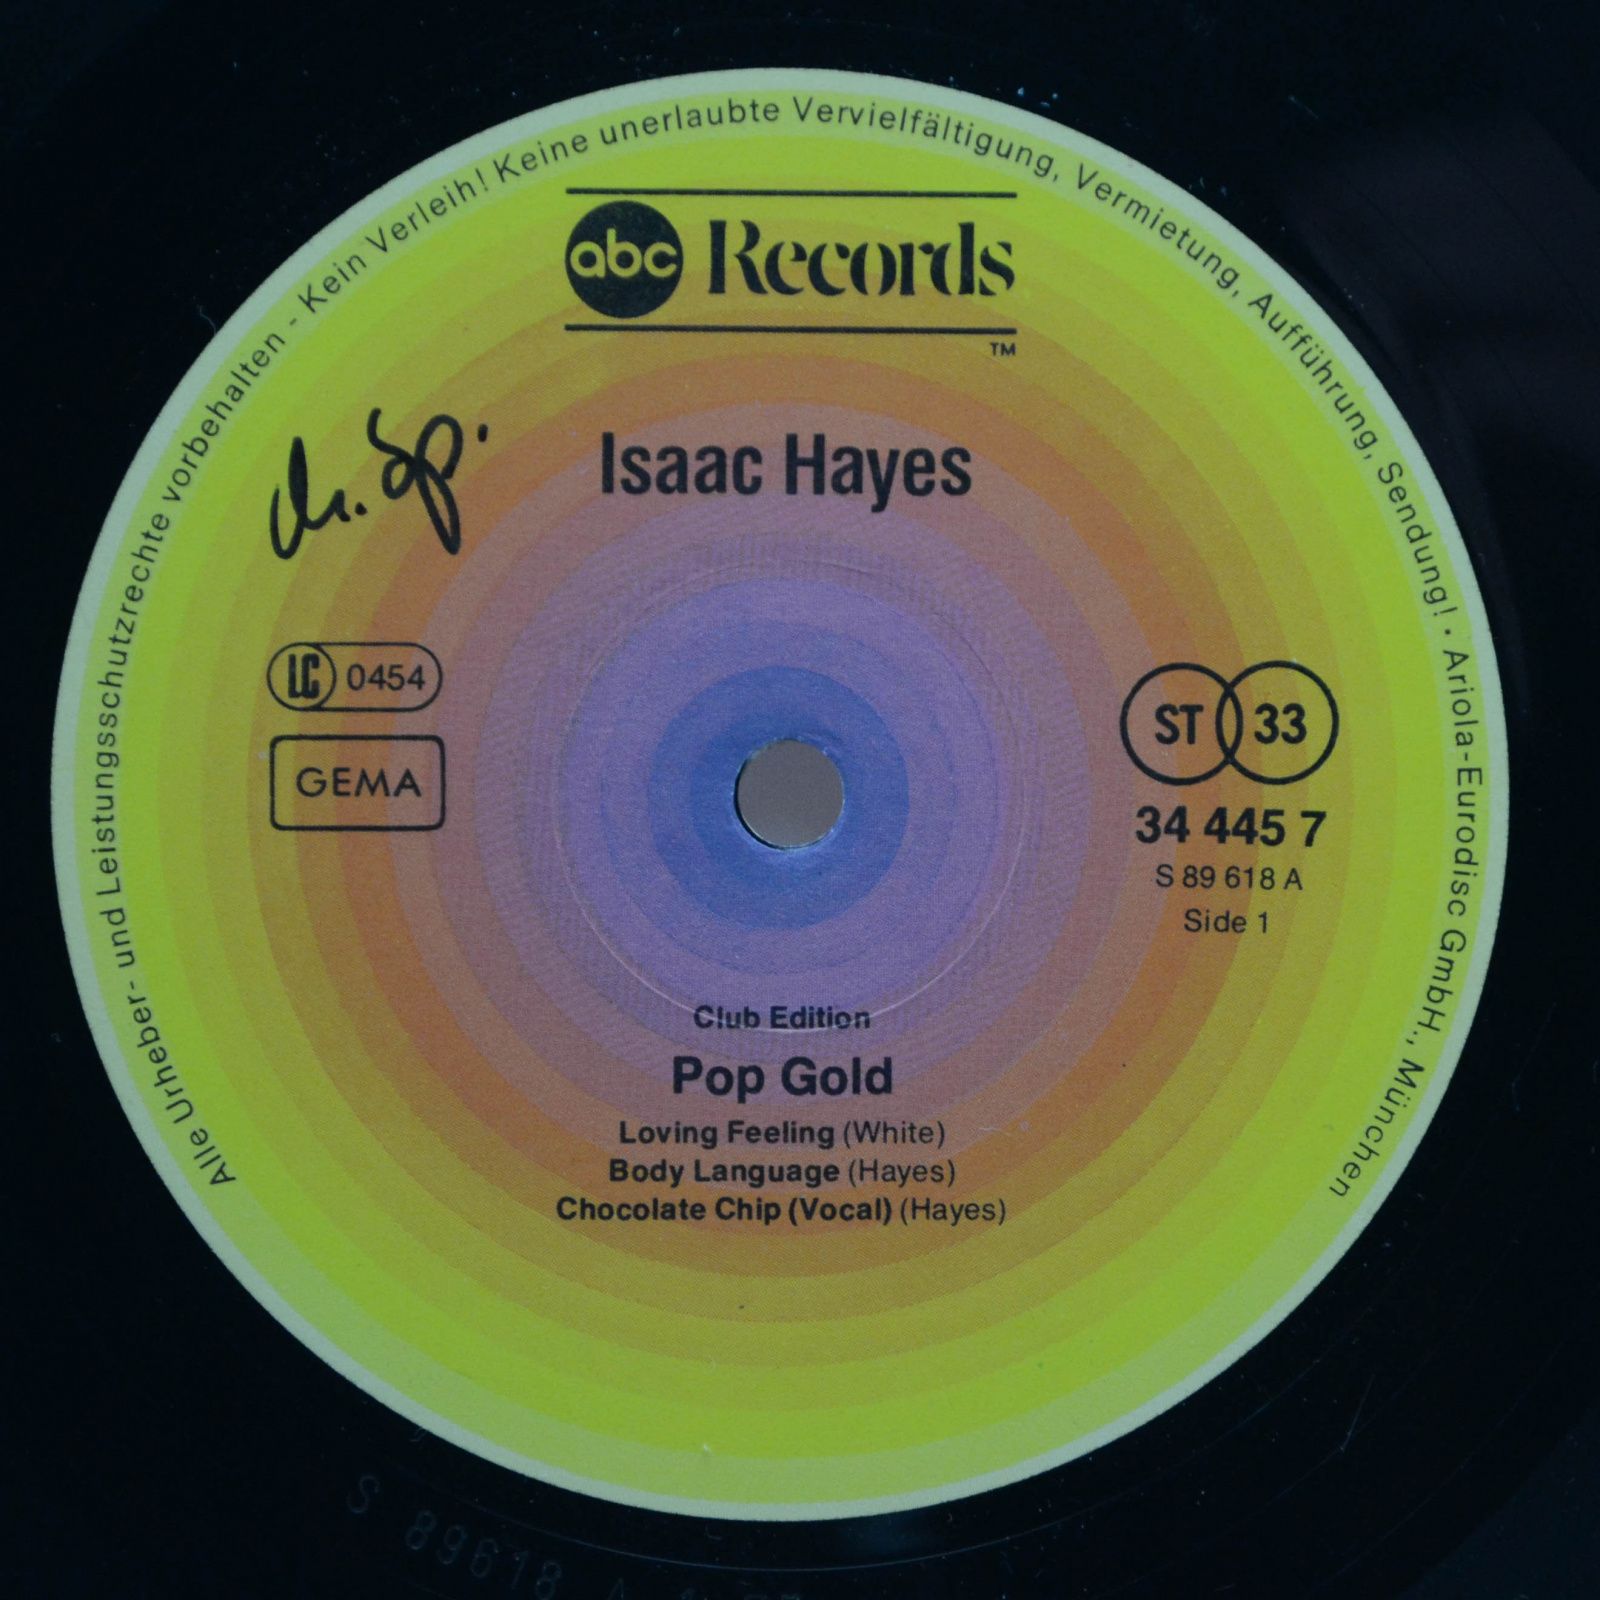 Alle Urheber- und Leistungsschutzrechte vorbehalten - Kein Verleih! Keine unerlaubte Vervielfältigung, Vermietung, Aufführung, Sendung! · Ariola-Eurodisc GmbH., München
abc Records
TM
Isaac Hayes
LC 0454
GEMA
ST 33
34 445 7
S 89 618 A
Side 1
Club Edition
Pop Gold
Loving Feeling (White)
Body Language (Hayes)
Chocolate Chip (Vocal) (Hayes)
S 89618 A